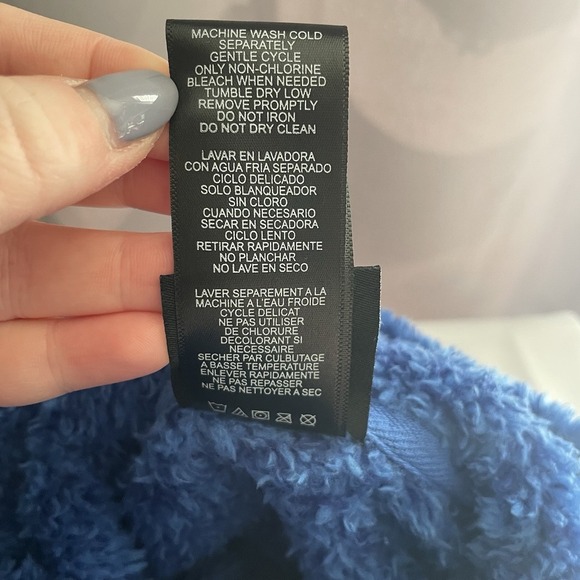 MACHINE WASH COLD
SEPARATELY
GENTLE CYCLE
ONLY NON-CHLORINE
BLEACH WHEN NEEDED
TUMBLE DRY LOW
REMOVE PROMPTLY
DO NOT IRON
DO NOT DRY CLEAN
LAVAR EN LAVADORA
CON AGUA FRIA SEPARADO
CICLO DELICADO
SOLO BLANQUEADOR
SIN CLORO
CUANDO NECESARIO
SECAR EN SECADORA
CICLO LENTO
RETIRAR RAPIDAMENTE
NO PLANCHAR
NO LAVE EN SECO
LAVER SEPAREMENT A LA
MACHINE A L'EAU FROIDE
CYCLE DELICAT
NE PAS UTILISER
DE CHLORURE
DECOLORANT SI
NECESSAIRE
SECHER PAR CULBUTAGE
A BASSE TEMPERATURE
ENLEVER RAPIDEMENT
NE PAS REPASSER
NE PAS NETTOYER A SEC